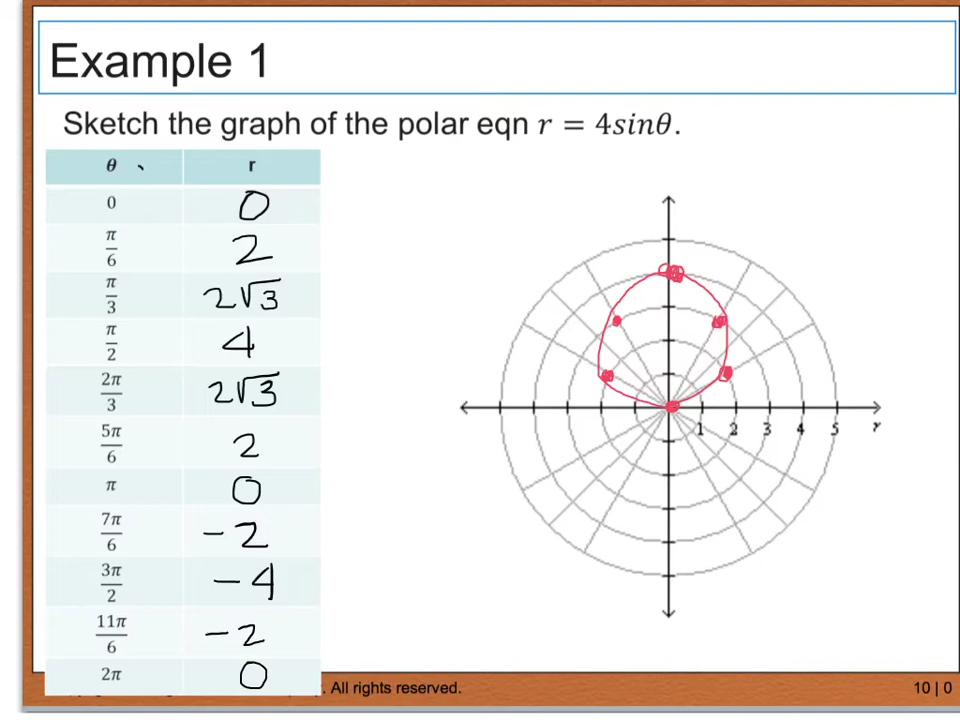 Example 1
Sketch the graph of the polar eqn r = 4sinθ.
θ r
0 0
π/6 2
π/3 2√3
π/2 4
2π/3 2√3
5π/6 2
π 0
7π/6 -2
3π/2 -4
11π/6 -2
2π 0
1 2 3 4 5 r
. All rights reserved.
10 | 0